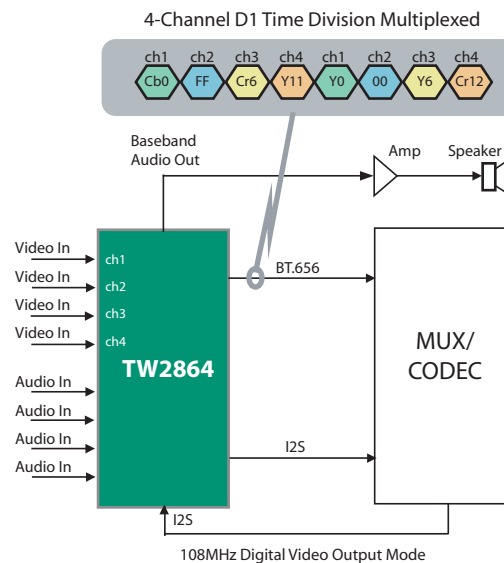 4-Channel D1 Time Division Multiplexed
ch1 ch2 ch3 ch4 ch1 ch2 ch3 ch4
Cb0 FF Cr6 Y11 Y0 00 Y6 Cr12
Baseband
Audio Out
Amp
Speaker
Video In
ch1
BT.656
Video In
ch2
Video In
ch3
Video In
ch4
MUX/
CODEC
TW2864
Audio In
Audio In
Audio In
I2S
Audio In
I2S
108MHz Digital Video Output Mode